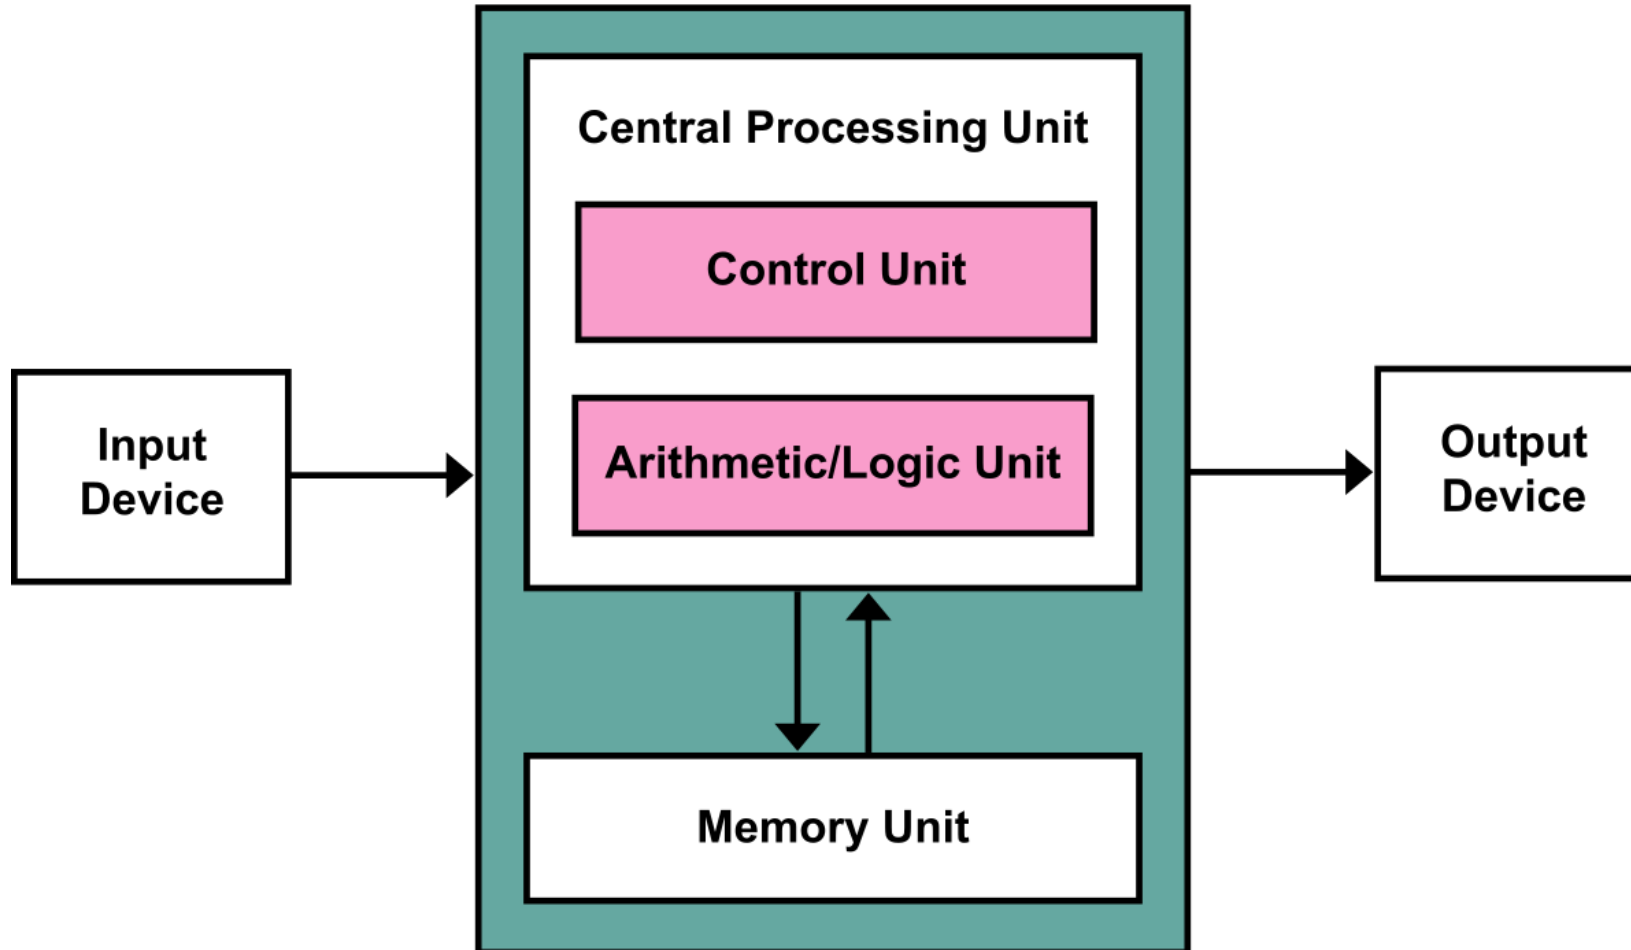 Central Processing Unit
Control Unit
Arithmetic/Logic Unit
Input
Device
Output
Device
Memory Unit